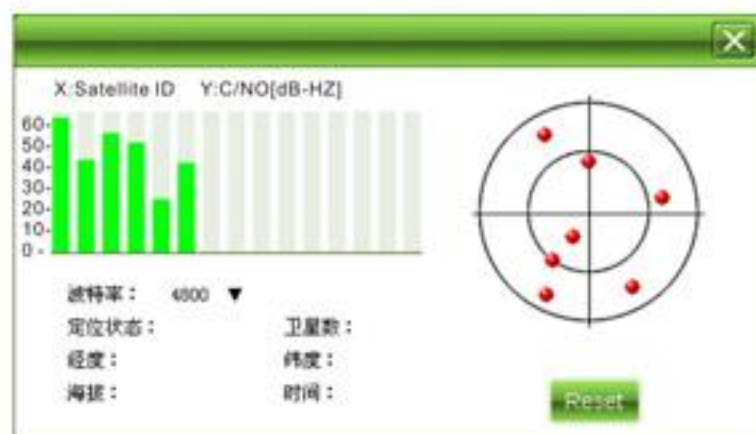 X:Satellite ID Y:C/NO[dB-HZ]
60-
50-
40-
30-
20-
10-
0 -
波特率： 4800 ▼
定位状态： 卫星数：
经度： 纬度：
海拔： 时间：
Reset